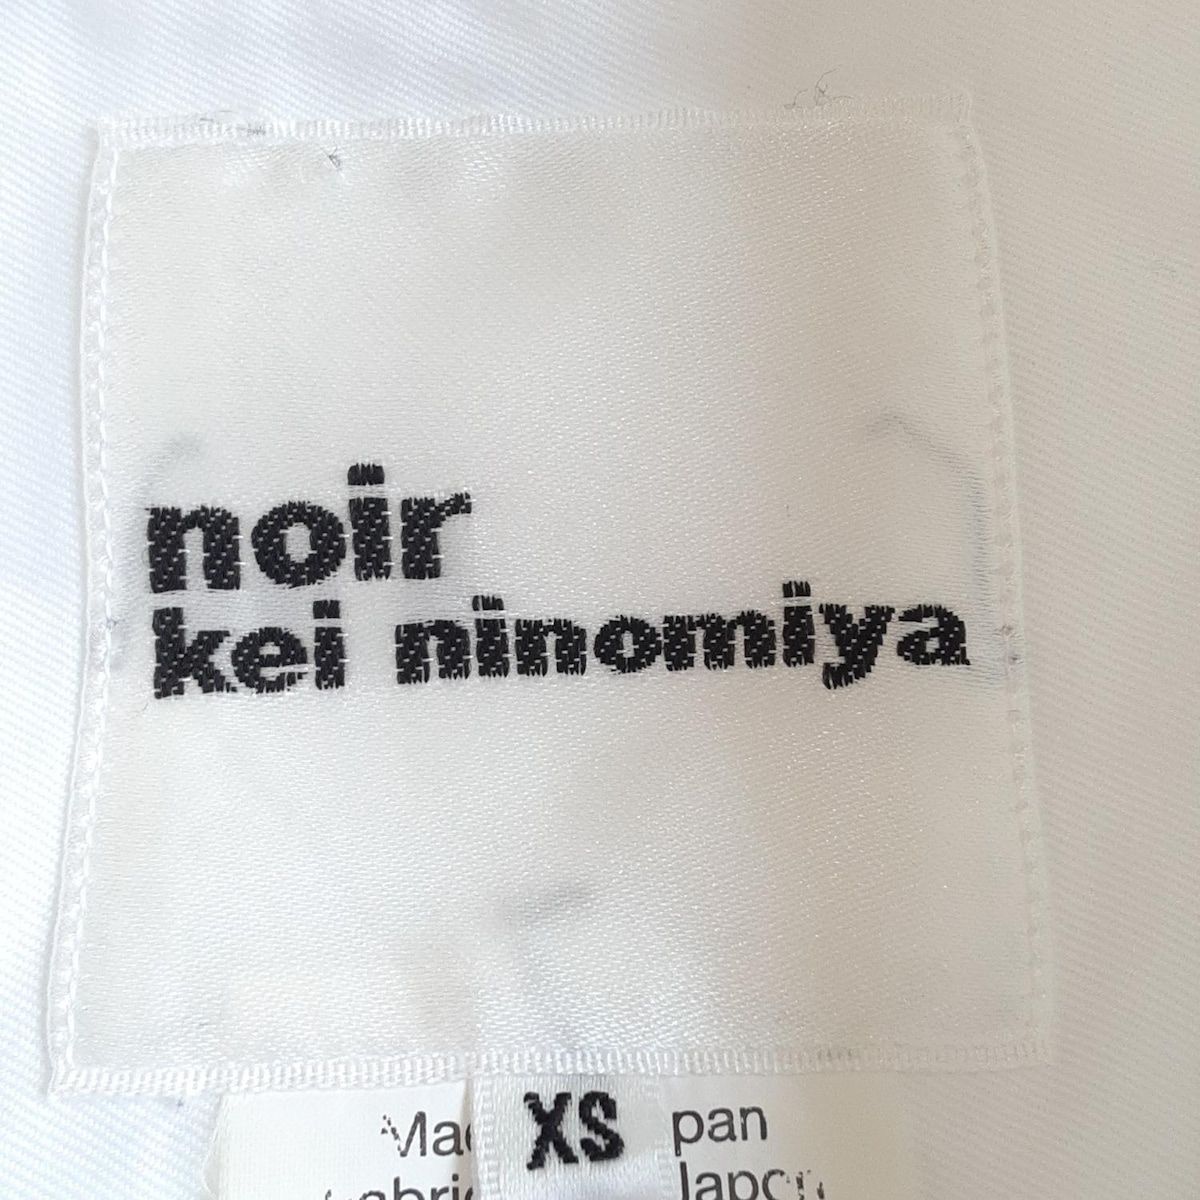 noir
kei ninomiya
XS
pan